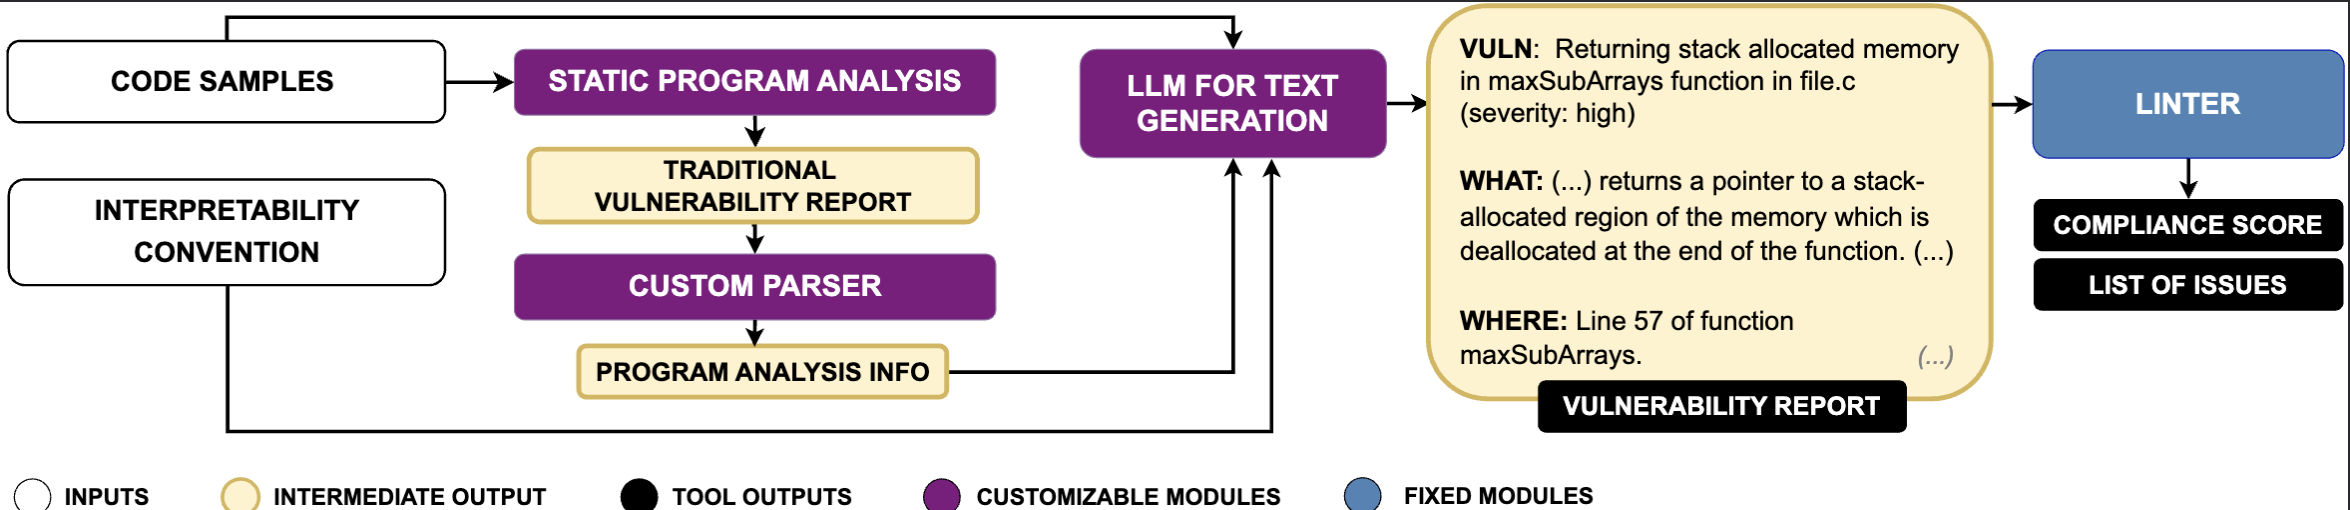 CODE SAMPLES
INTERPRETABILITY
CONVENTION
STATIC PROGRAM ANALYSIS
TRADITIONAL
VULNERABILITY REPORT
CUSTOM PARSER
PROGRAM ANALYSIS INFO
LLM FOR TEXT
GENERATION
VULN: Returning stack allocated memory
in maxSubArrays function in file.c
(severity: high)
WHAT: (...) returns a pointer to a stack-
allocated region of the memory which is
deallocated at the end of the function. (...)
WHERE: Line 57 of function
maxSubArrays.
(...)
VULNERABILITY REPORT
LINTER
COMPLIANCE SCORE
LIST OF ISSUES
INPUTS
INTERMEDIATE OUTPUT
TOOL OUTPUTS
CUSTOMIZABLE MODULES
FIXED MODULES